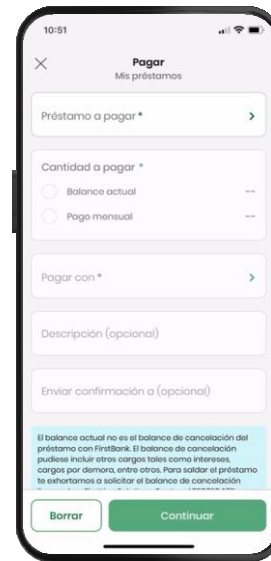 10:51
Pagar
Mis préstamos
Préstamo a pagar *
Cantidad a pagar *
Balance actual --
Pago mensual --
Pagar con *
Descripción (opcional)
Enviar confirmación a (opcional)
El balance actual no es el balance de cancelación del
préstamo con FirstBank. El balance de cancelación
pudiese incluir otros cargos tales como intereses,
cargos por demora, entre otros. Para saldar el préstamo
te exhortamos a solicitar el balance de cancelación
Borrar Continuar